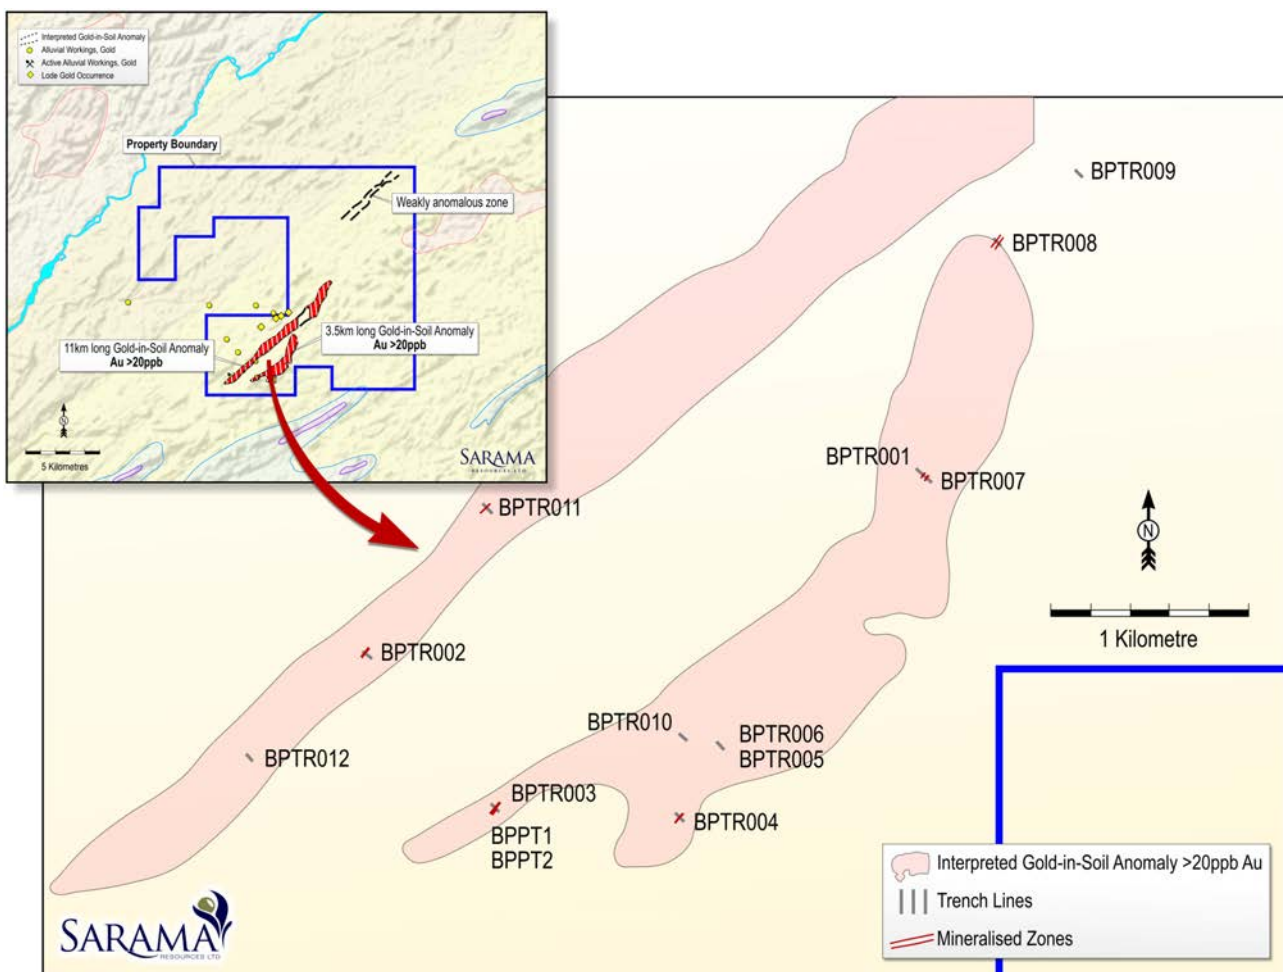 Interpreted Gold-in-Soil Anomaly
Alluvial Workings, Gold
Active Alluvial Workings, Gold
Lode Gold Occurrence
Property Boundary
Weakly anomalous zone
3.5km long Gold-in-Soil Anomaly
Au >20ppb
11km long Gold-in-Soil Anomaly
Au >20ppb
N
5 Kilometres
SARAMA
RESOURCES LTD
BPTR009
BPTR008
BPTR001
BPTR007
BPTR011
N
1 Kilometre
BPTR002
BPTR010
BPTR006
BPTR005
BPTR012
BPTR003
BPPT1
BPPT2
BPTR004
Interpreted Gold-in-Soil Anomaly >20ppb Au
Trench Lines
Mineralised Zones
SARAMA
RESOURCES LTD